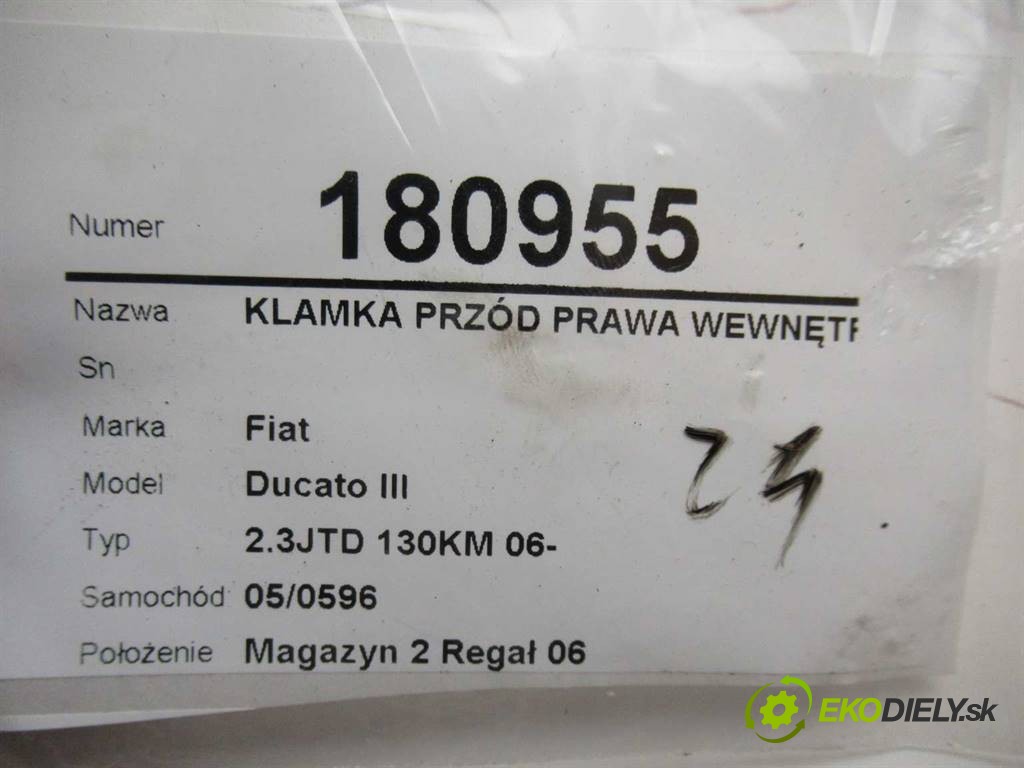 Numer 180955
Nazwa KLAMKA PRZÓD PRAWA WEWNĘTR
Sn
Marka Fiat
Model Ducato III
Typ 2.3JTD 130KM 06-
Samochód 05/0596
Położenie Magazyn 2 Regał 06
EKODIELY.sk